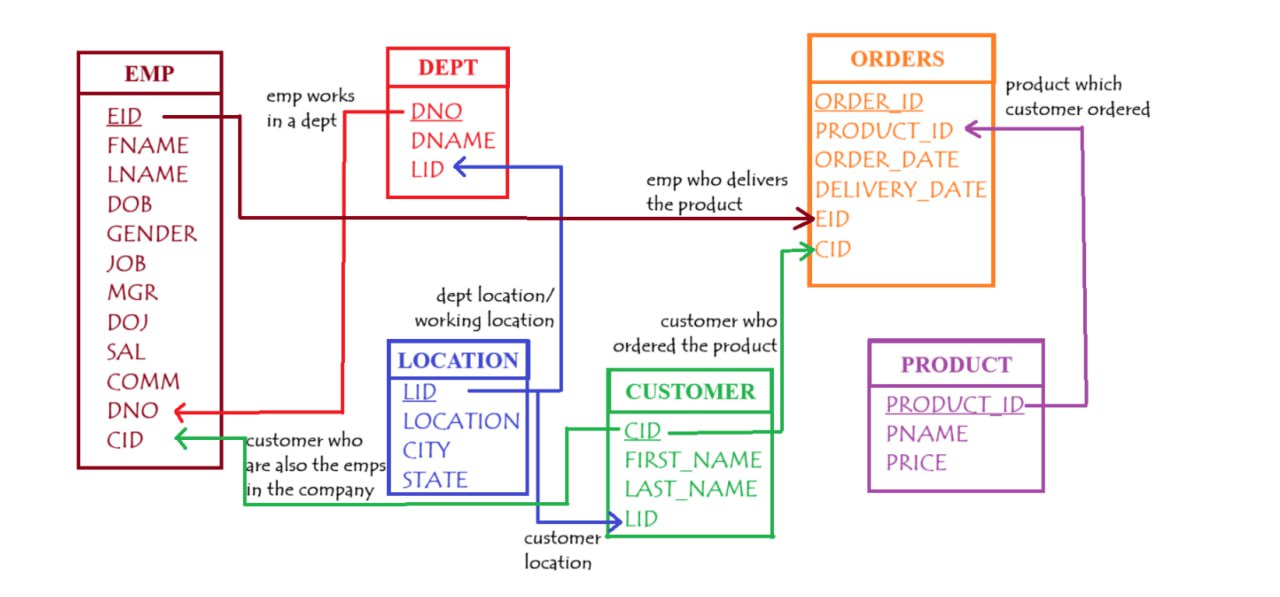 EMP
EID
FNAME
LNAME
DOB
GENDER
JOB
MGR
DOJ
SAL
COMM
DNO
CID
emp works
in a dept
DEPT
DNO
DNAME
LID
dept location/
working location
LOCATION
LID
LOCATION
CITY
STATE
customer who
are also the emps
in the company
emp who delivers
the product
customer who
ordered the product
CUSTOMER
CID
FIRST_NAME
LAST_NAME
LID
customer
location
ORDERS
ORDER_ID
PRODUCT_ID
ORDER_DATE
DELIVERY_DATE
EID
CID
product which
customer ordered
PRODUCT
PRODUCT_ID
PNAME
PRICE